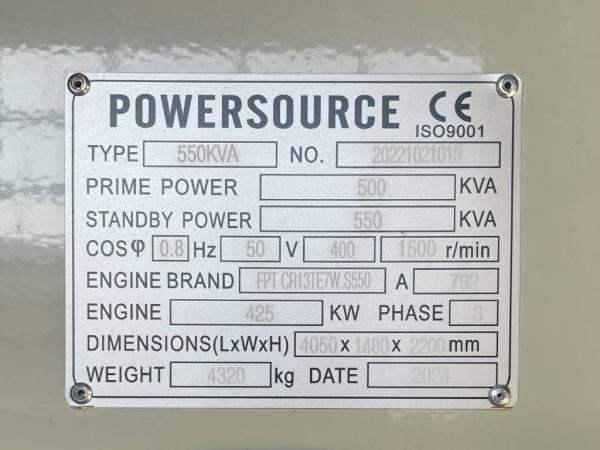 POWERSOURCE CE
ISO9001
TYPE 550KVA NO. 20221021019
PRIME POWER 500 KVA
STANDBY POWER 550 KVA
COSφ 0.8 Hz 50 V 400 1500 r/min
ENGINE BRAND FPT CR13TE7W.S550 A 792
ENGINE 425 KW PHASE 3
DIMENSIONS(LxWxH) 4050 x 1480 x 2200 mm
WEIGHT 4320 kg DATE 2024